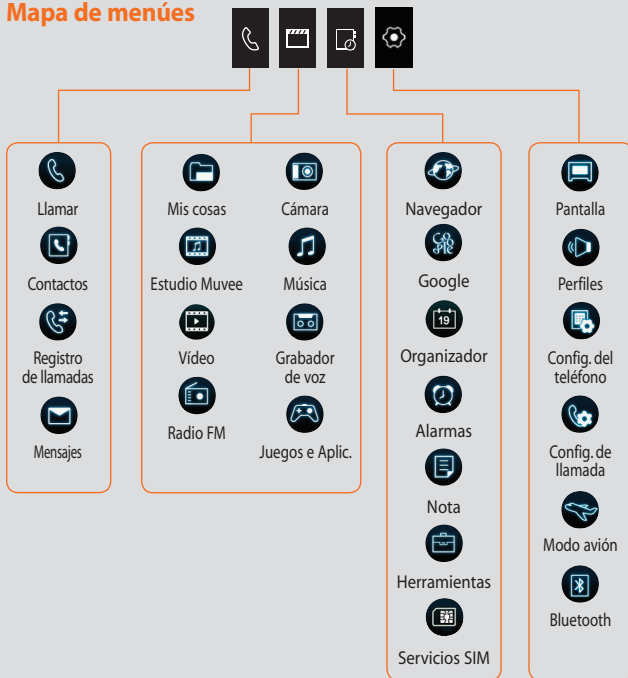 Mapa de menúes
Llamar
Contactos
Registro
de llamadas
Mensajes
Mis cosas
Cámara
Estudio Muvee
Música
Vídeo
Grabador
de voz
Radio FM
Juegos e Aplic.
Navegador
Google
19
Organizador
Alarmas
Nota
Herramientas
Servicios SIM
Pantalla
Perfiles
Config. del
teléfono
Config. de
llamada
Modo avión
Bluetooth